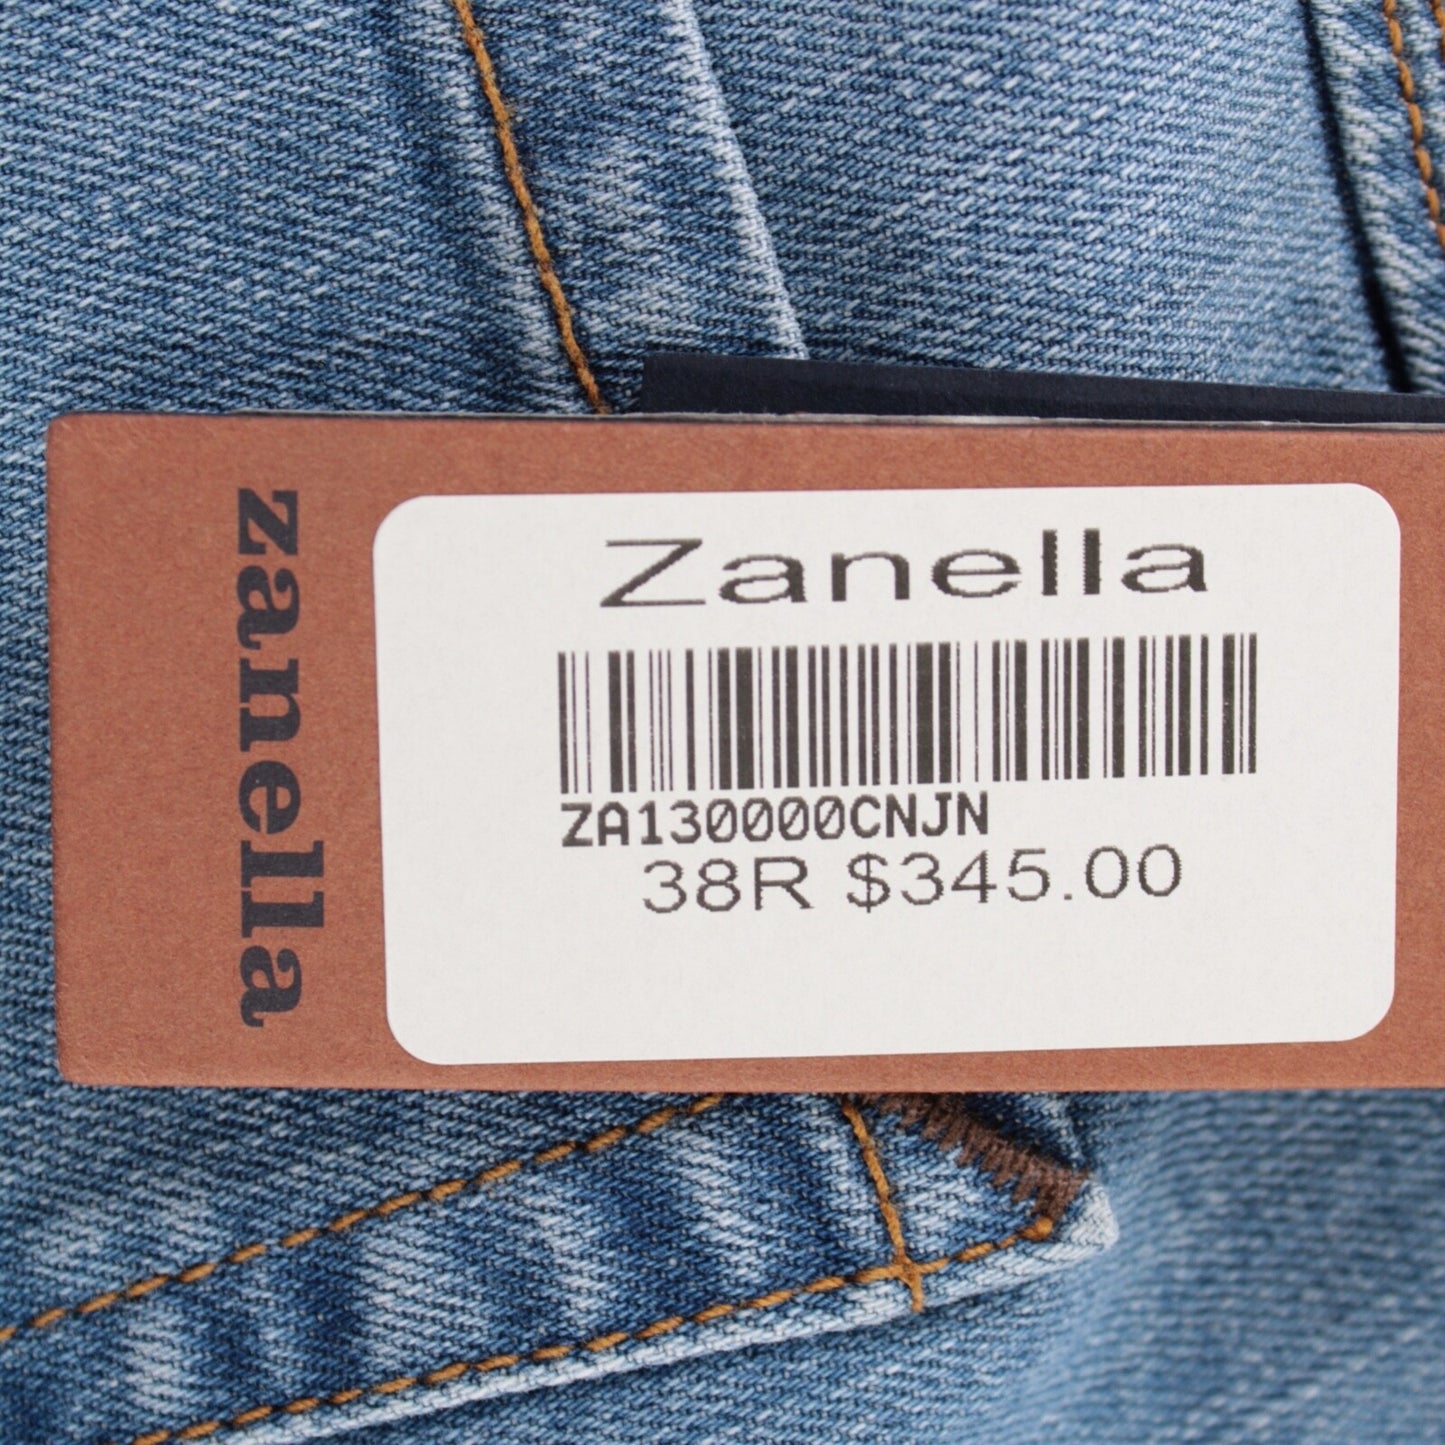 zanella
Zanella
ZA130000CNJN
38R $345.00